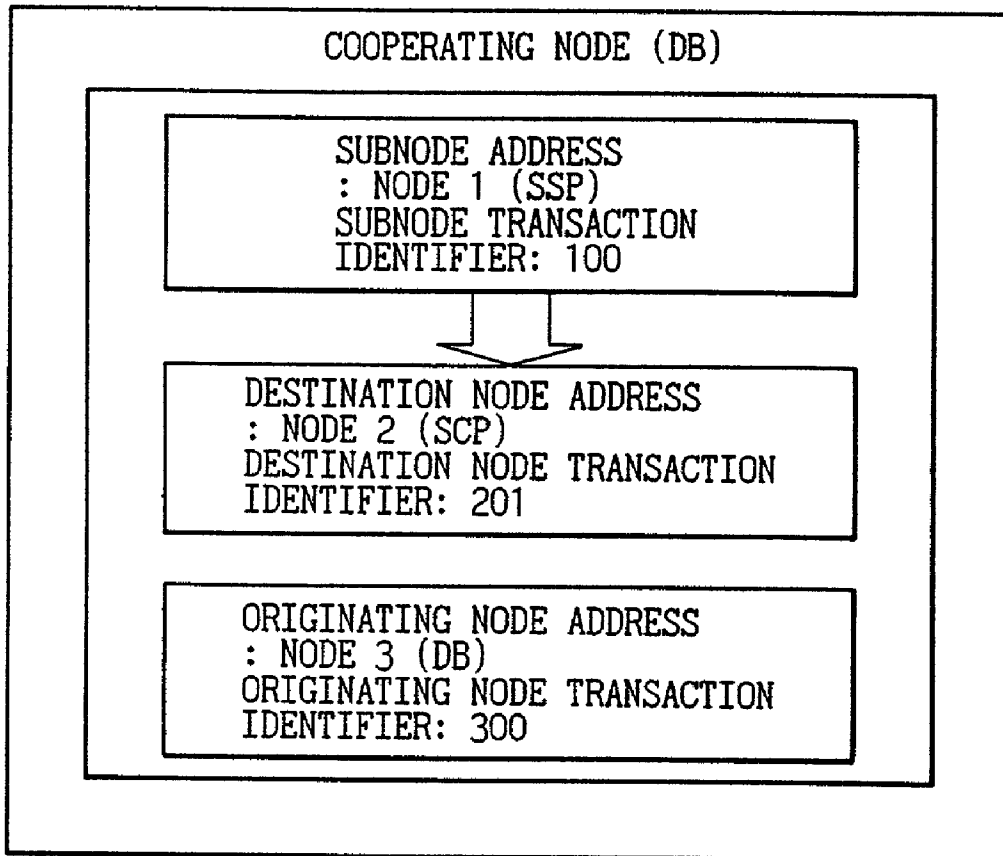 COOPERATING NODE (DB)
SUBNODE ADDRESS
: NODE 1 (SSP)
SUBNODE TRANSACTION
IDENTIFIER: 100
DESTINATION NODE ADDRESS
: NODE 2 (SCP)
DESTINATION NODE TRANSACTION
IDENTIFIER: 201
ORIGINATING NODE ADDRESS
: NODE 3 (DB)
ORIGINATING NODE TRANSACTION
IDENTIFIER: 300